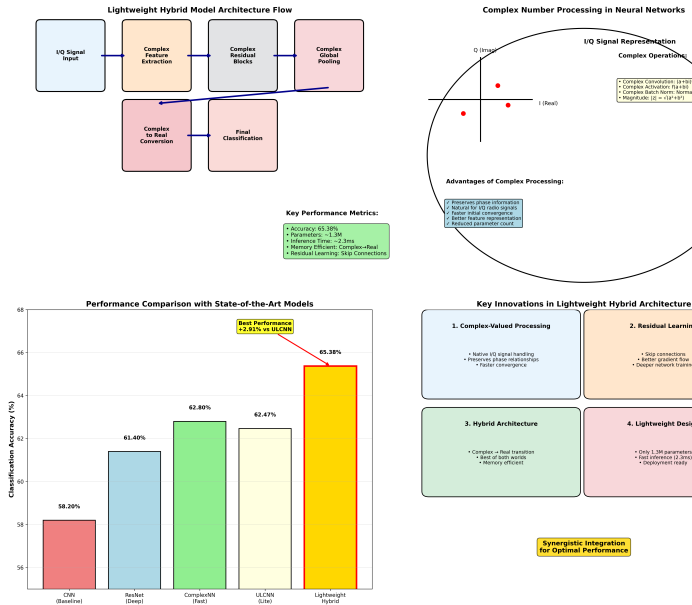 Lightweight Hybrid Model Architecture Flow
I/Q Signal
Input
Complex
Feature
Extraction
Complex
Residual
Blocks
Complex
Global
Pooling
Complex
to Real
Conversion
Final
Classification
Key Performance Metrics:
• Accuracy: 65.38%
• Parameters: ~1.3M
• Inference Time: ~2.3ms
• Memory Efficient: Complex→Real
• Residual Learning: Skip Connections
Complex Number Processing in Neural Networks
I/Q Signal Representation
Q (Imag)
I (Real)
Complex Operations:
• Complex Convolution: (a+bi)
• Complex Activation: f(a+bi)
• Complex Batch Norm: Norma
• Magnitude: |z| = √(a²+b²)
Advantages of Complex Processing:
✓ Preserves phase information
✓ Natural for I/Q radio signals
✓ Faster initial convergence
✓ Better feature representation
✓ Reduced parameter count
Performance Comparison with State-of-the-Art Models
Classification Accuracy (%)
68
66
64
62
60
58
56
Best Performance
+2.91% vs ULCNN
58.20%
61.40%
62.80%
62.47%
65.38%
CNN
(Baseline)
ResNet
(Deep)
ComplexNN
(Fast)
ULCNN
(Lite)
Lightweight
Hybrid
Key Innovations in Lightweight Hybrid Architecture
1. Complex-Valued Processing
• Native I/Q signal handling
• Preserves phase relationships
• Faster convergence
2. Residual Learnin
• Skip connections
• Better gradient flow
• Deeper network trainin
3. Hybrid Architecture
• Complex → Real transition
• Best of both worlds
• Memory efficient
4. Lightweight Desi
• Only 1.3M parameters
• Fast inference (2.3ms)
• Deployment ready
Synergistic Integration
for Optimal Performance